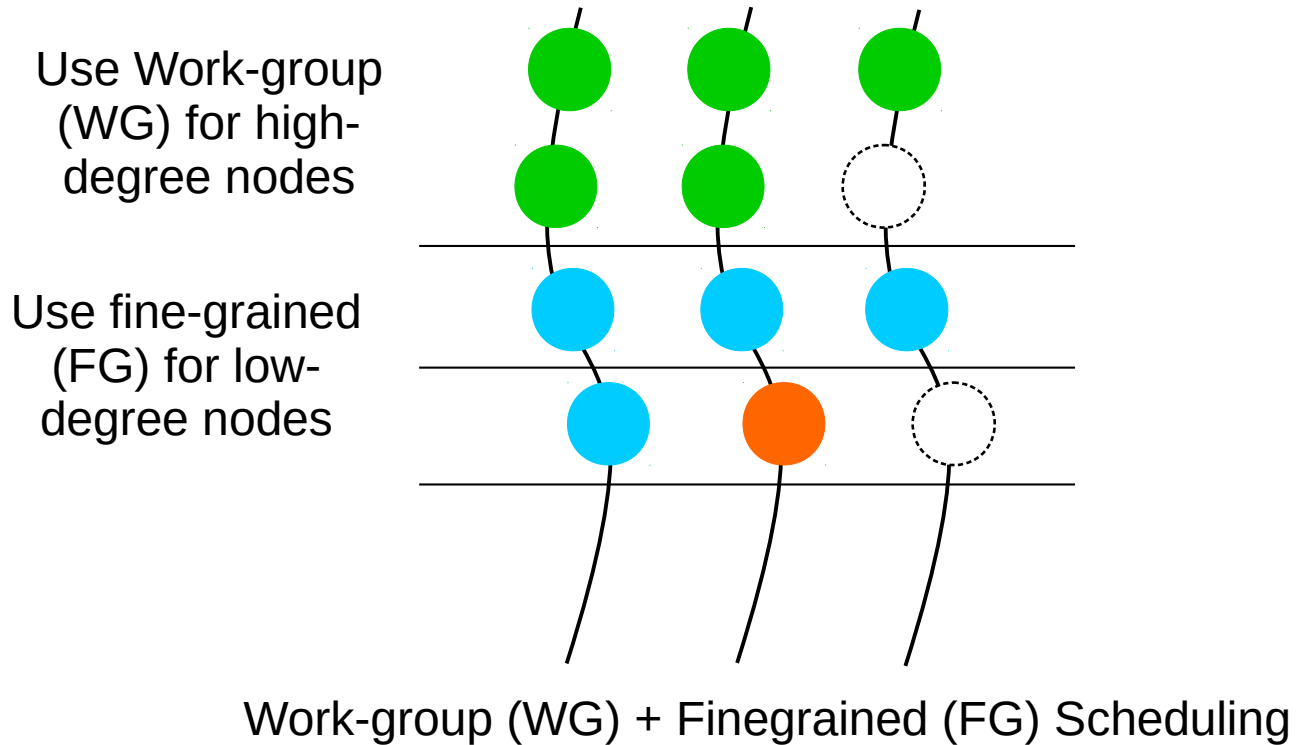 Use Work-group
(WG) for high-
degree nodes
Use fine-grained
(FG) for low-
degree nodes
Work-group (WG) + Finegrained (FG) Scheduling